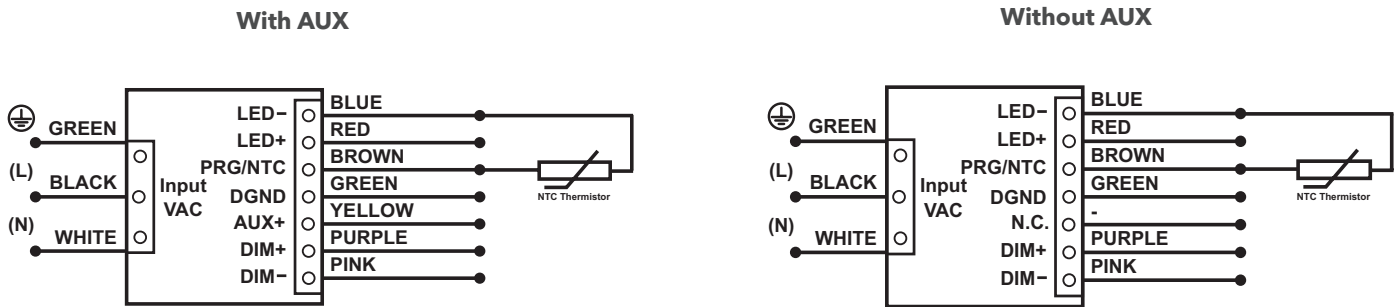 With AUX
GREEN
(L)
BLACK
(N)
WHITE
Input
VAC
LED−
LED+
PRG/NTC
DGND
AUX+
DIM+
DIM−
BLUE
RED
BROWN
GREEN
YELLOW
PURPLE
PINK
NTC Thermistor
Without AUX
GREEN
(L)
BLACK
(N)
WHITE
Input
VAC
LED−
LED+
PRG/NTC
DGND
N.C.
DIM+
DIM−
BLUE
RED
BROWN
GREEN
-
PURPLE
PINK
NTC Thermistor